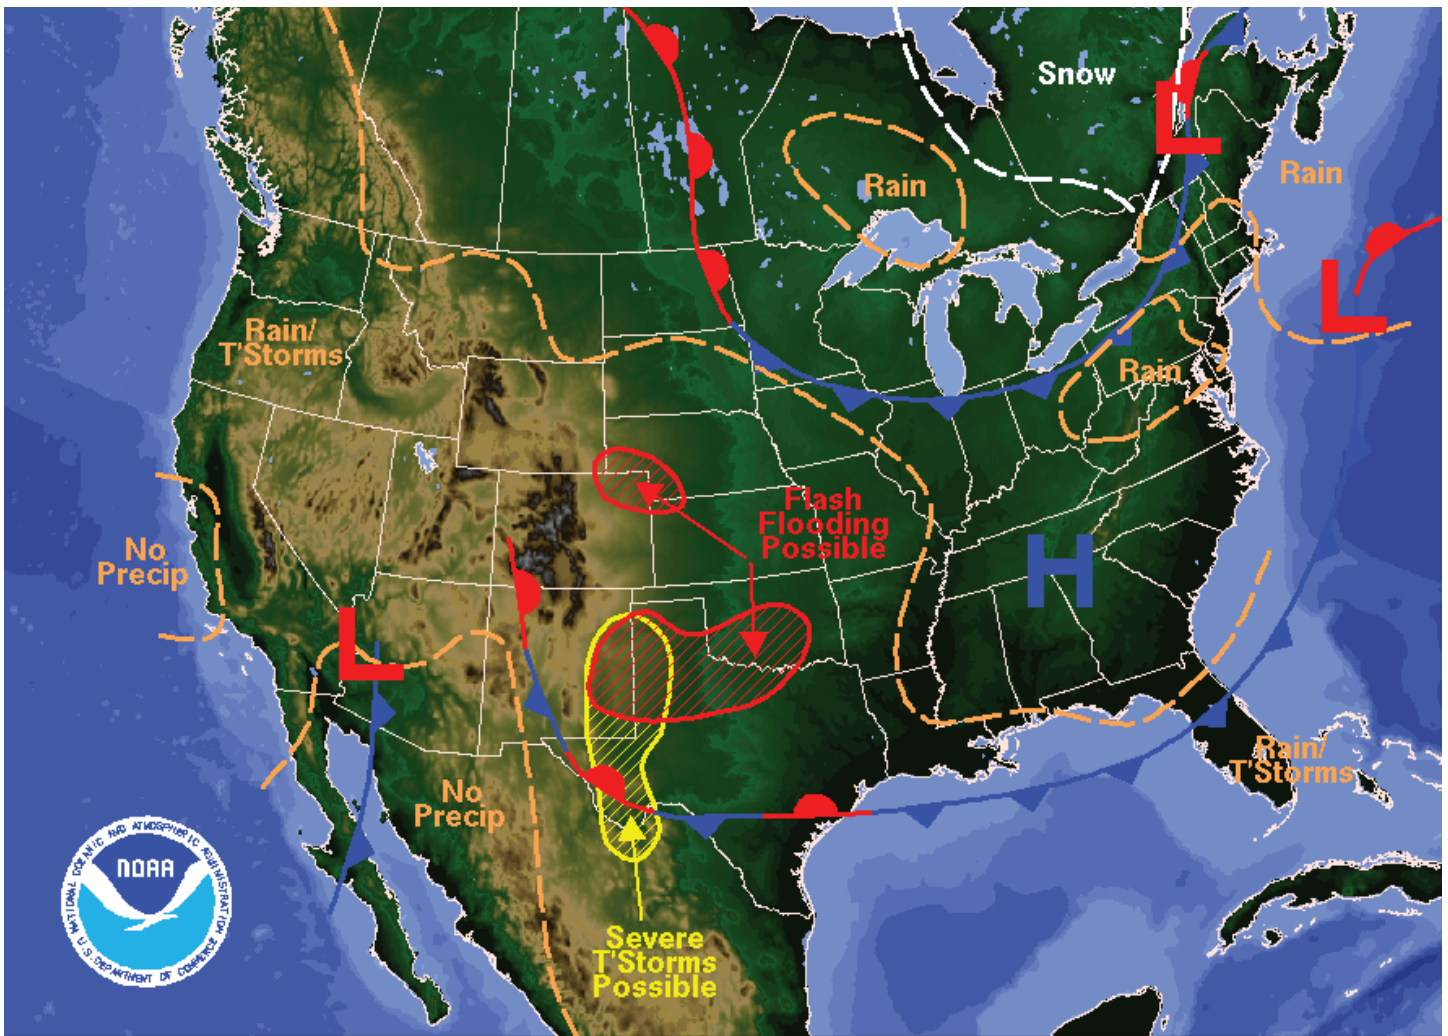 Snow
L
Rain
Rain
L
Rain/
T'Storms
Rain
Flash
Flooding
Possible
No
Precip
H
L
Rain/
T'Storms
No
Precip
Severe
T'Storms
Possible
NOAA
NATIONAL OCEANIC AND ATMOSPHERIC ADMINISTRATION
U.S. DEPARTMENT OF COMMERCE